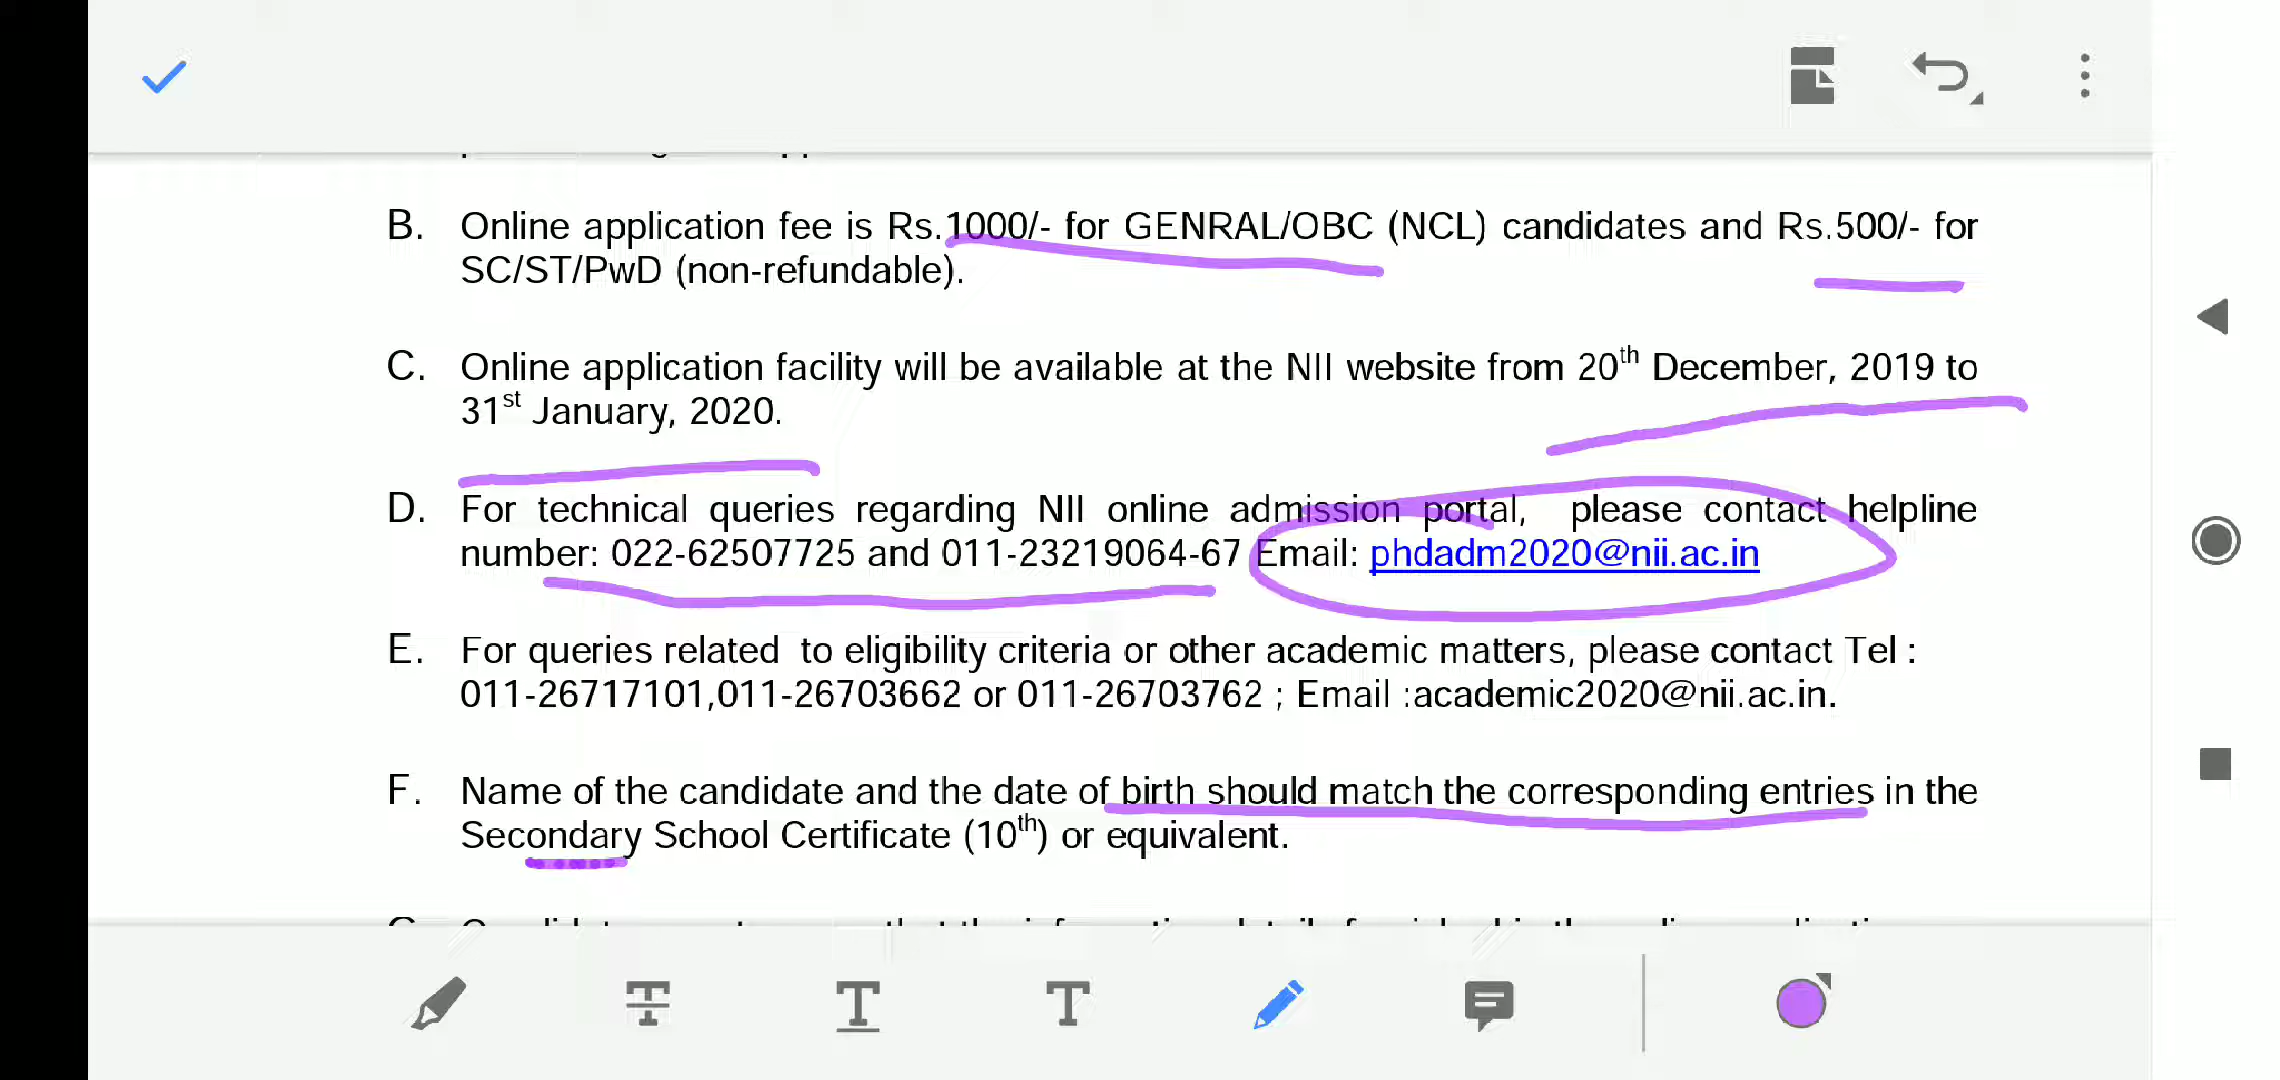 B. Online application fee is Rs.1000/- for GENRAL/OBC (NCL) candidates and Rs.500/- for
SC/ST/PwD (non-refundable).
C. Online application facility will be available at the NII website from 20th December, 2019 to
31st January, 2020.
D. For technical queries regarding NII online admission portal, please contact helpline
number: 022-62507725 and 011-23219064-67 Email: phdadm2020@nii.ac.in
E. For queries related to eligibility criteria or other academic matters, please contact Tel :
011-26717101,011-26703662 or 011-26703762 ; Email :academic2020@nii.ac.in.
F. Name of the candidate and the date of birth should match the corresponding entries in the
Secondary School Certificate (10th) or equivalent.